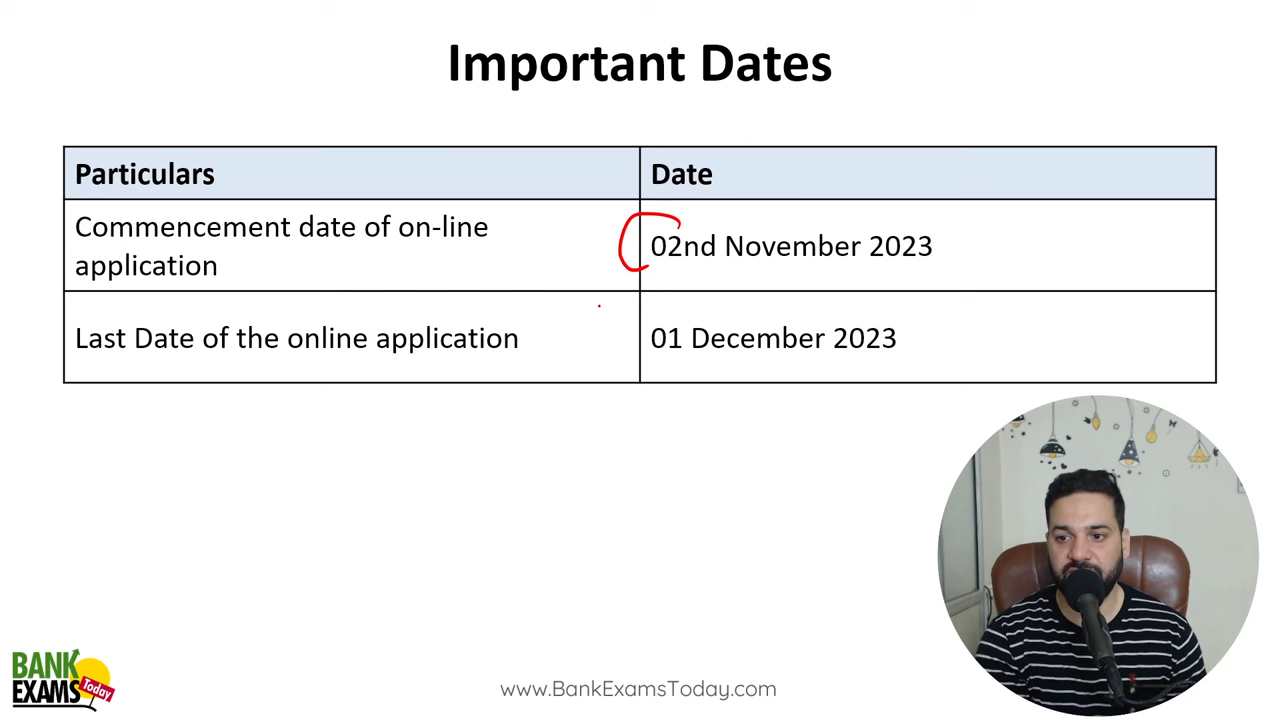 Important Dates
Particulars
Date
Commencement date of on-line
application
02nd November 2023
Last Date of the online application
01 December 2023
BANK
EXAMS
Today
www.BankExamsToday.com